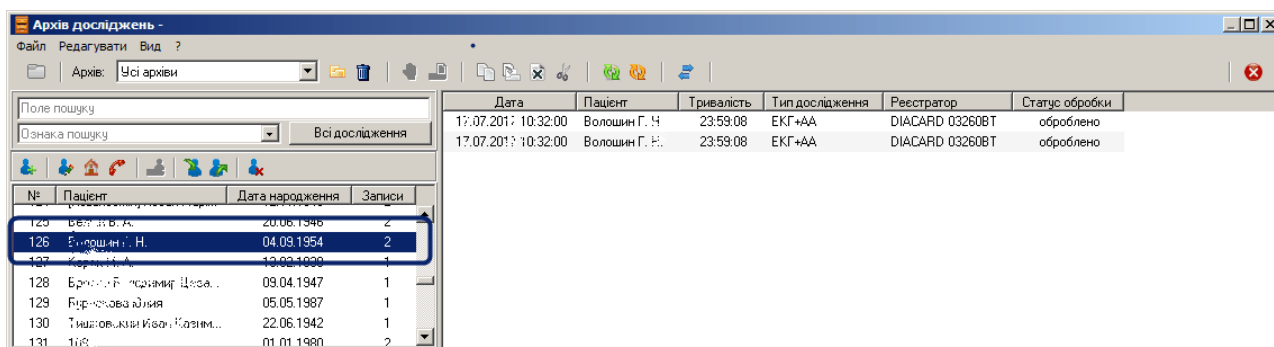 Архів досліджень -
Файл Редагувати Вид ?
Архів: Усі архіви
Поле пошуку
Ознака пошуку Всі дослідження
№ Пацієнт Дата народження Записи
125 В. А. 20.06.1946 2
126 Н. 04.09.1954 2
127 1
128 09.04.1947 1
129 05.05.1987 1
130 22.06.1942 1
131 01.01.1980 2
Дата Пацієнт Тривалість Тип дослідження Реєстратор Статус обробки
10:32:00 Волошин Г. 23:59:08 ЕКГ+АА DIACARD 03260BT оброблено
10:32:00 Волошин Г. 23:59:08 ЕКГ+АА DIACARD 03260BT оброблено